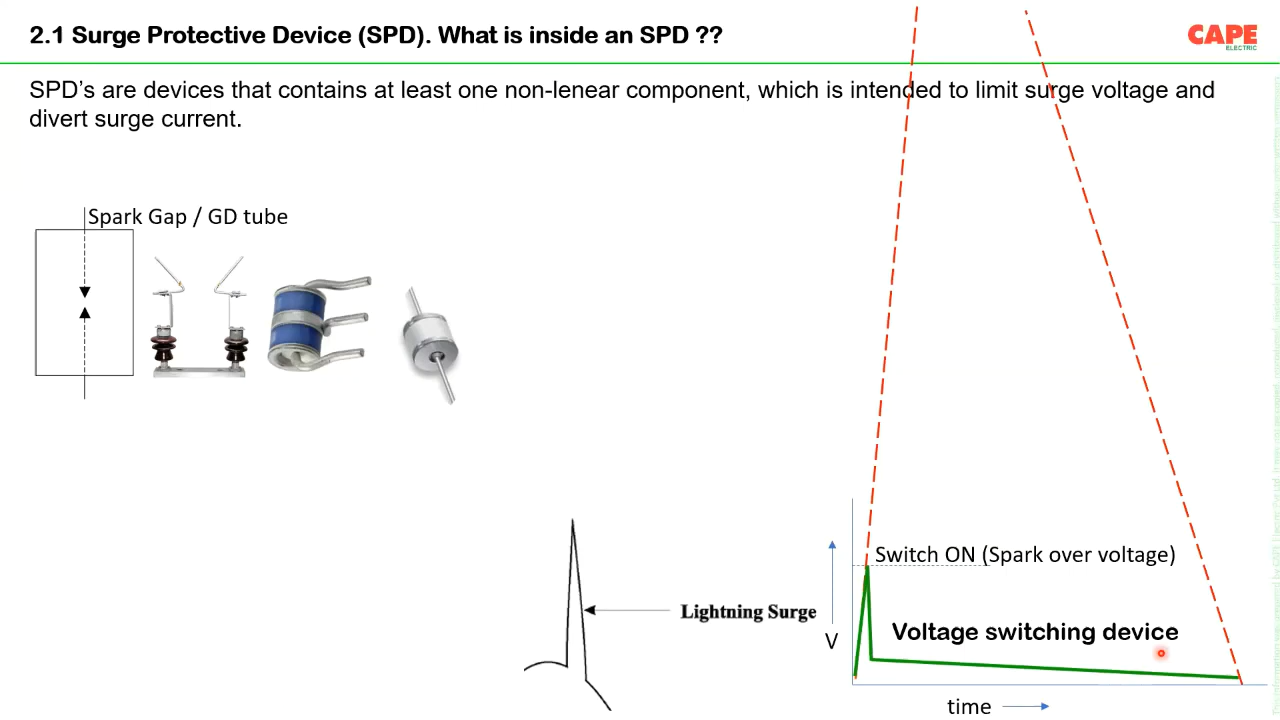 2.1 Surge Protective Device (SPD). What is inside an SPD ??
CAPE
ELECTRIC
SPD's are devices that contains at least one non-lenear component, which is intended to limit surge voltage and
divert surge current.
Spark Gap / GD tube
Switch ON (Spark over voltage)
Lightning Surge
Voltage switching device
V
time